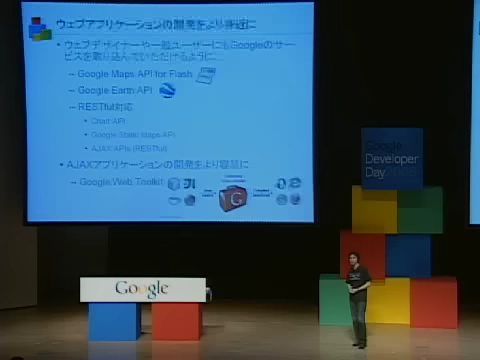 ウェブアプリケーションの開発をより身近に
• ウェブデザイナーや一般ユーザーにもGoogleのサー
ビスを取り込んでいただけるように…
– Google Maps API for Flash
– Google Earth API
– RESTful対応
• Chart API
• Google Static Maps API
• AJAX APIs (RESTful)
• AJAXアプリケーションの開発をより容易に
– Google Web Toolkit
G
Google
Developer
Day2008
Google